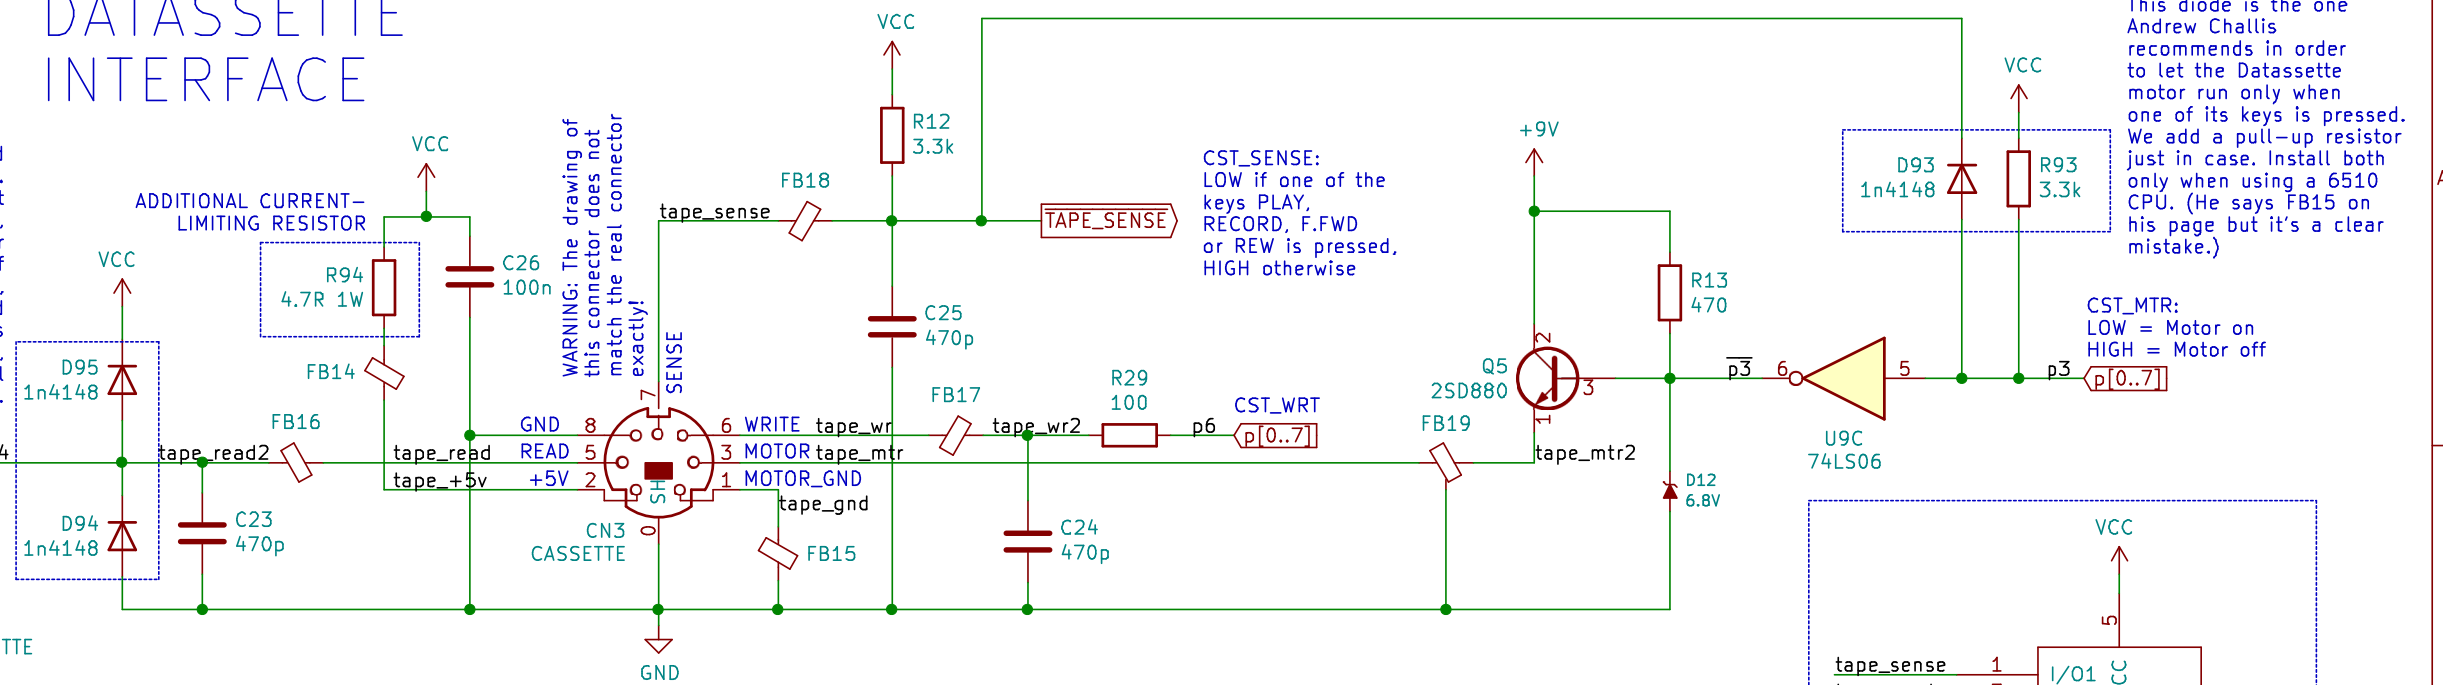 DATASSETTE
INTERFACE
VCC
D95
1n4148
D94
1n4148
tape_read2
C23
470p
ADDITIONAL CURRENT-
LIMITING RESISTOR
VCC
R94
4.7R 1W
C26
100n
FB14
FB16
tape_read
tape_+5v
WARNING: The drawing of
this connector does not
match the real connector
exactly!
SENSE
7
GND
8
READ
5
+5V
2
6
WRITE
3
MOTOR
1
MOTOR_GND
SH
0
CN3
CASSETTE
GND
tape_sense
FB18
VCC
R12
3.3k
TAPE_SENSE
C25
470p
CST_SENSE:
LOW if one of the
keys PLAY,
RECORD, F.FWD
or REW is pressed,
HIGH otherwise
tape_wr
FB17
tape_wr2
R29
100
p6
CST_WRT
p[0..7]
tape_mtr
tape_gnd
FB15
C24
470p
FB19
+9V
Q5
2SD880
2
3
1
tape_mtr2
R13
470
D12
6.8V
p3
6
5
U9C
74LS06
D93
1n4148
VCC
R93
3.3k
p3
p[0..7]
CST_MTR:
LOW = Motor on
HIGH = Motor off
This diode is the one
Andrew Challis
recommends in order
to let the Datassette
motor run only when
one of its keys is pressed.
We add a pull-up resistor
just in case. Install both
only when using a 6510
CPU. (He says FB15 on
his page but it's a clear
mistake.)
VCC
5
tape_sense
1
I/O1
CC
TTE